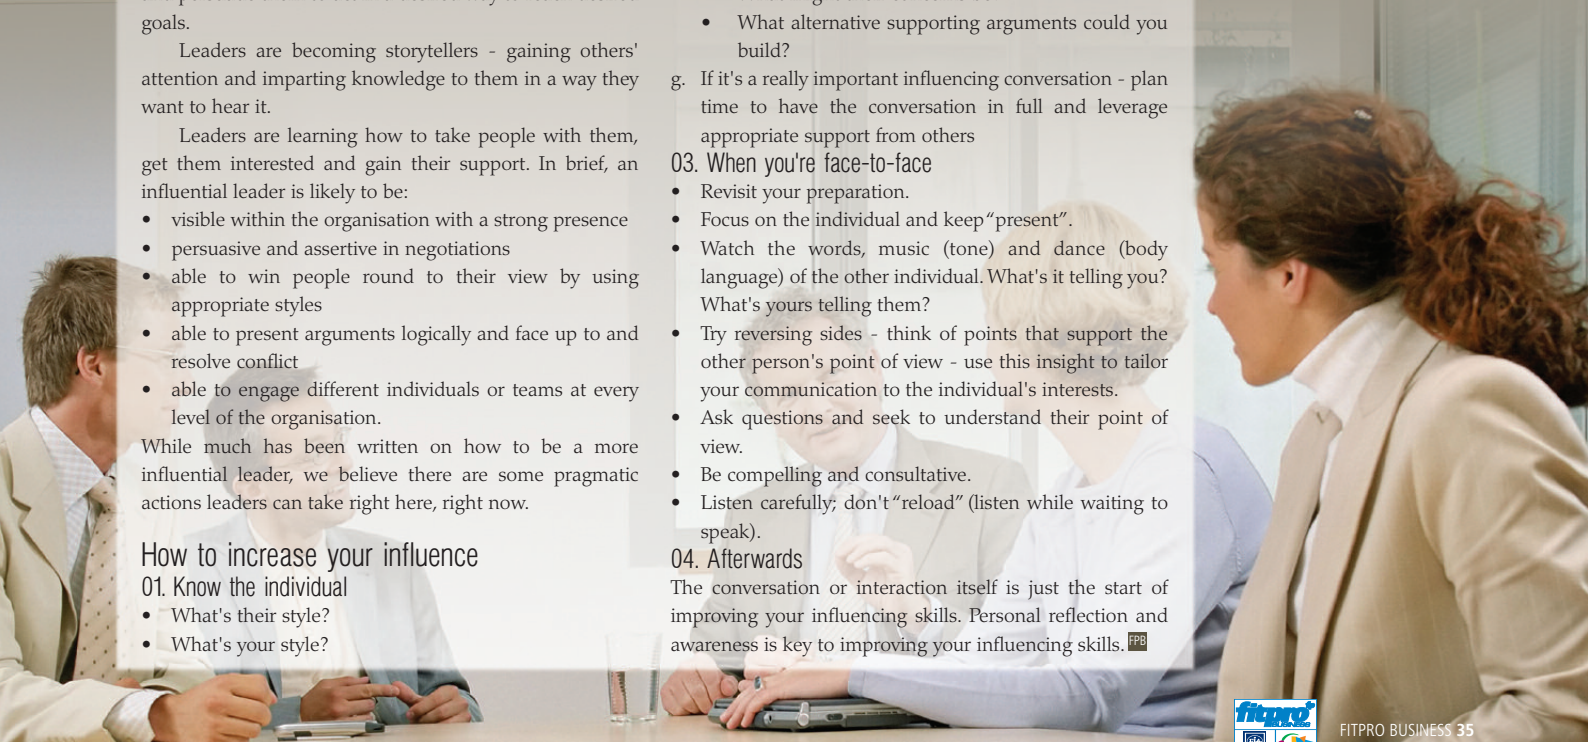 goals.
Leaders are becoming storytellers - gaining others'
attention and imparting knowledge to them in a way they
want to hear it.
Leaders are learning how to take people with them,
get them interested and gain their support. In brief, an
influential leader is likely to be:
• visible within the organisation with a strong presence
• persuasive and assertive in negotiations
• able to win people round to their view by using
appropriate styles
• able to present arguments logically and face up to and
resolve conflict
• able to engage different individuals or teams at every
level of the organisation.
While much has been written on how to be a more
influential leader, we believe there are some pragmatic
actions leaders can take right here, right now.
How to increase your influence
01. Know the individual
• What's their style?
• What's your style?
• What alternative supporting arguments could you
build?
g. If it's a really important influencing conversation - plan
time to have the conversation in full and leverage
appropriate support from others
03. When you're face-to-face
• Revisit your preparation.
• Focus on the individual and keep “present”.
• Watch the words, music (tone) and dance (body
language) of the other individual. What's it telling you?
What's yours telling them?
• Try reversing sides - think of points that support the
other person's point of view - use this insight to tailor
your communication to the individual's interests.
• Ask questions and seek to understand their point of
view.
• Be compelling and consultative.
• Listen carefully; don't “reload” (listen while waiting to
speak).
04. Afterwards
The conversation or interaction itself is just the start of
improving your influencing skills. Personal reflection and
awareness is key to improving your influencing skills. FPB
fitpro
BUSINESS
FITPRO BUSINESS 35